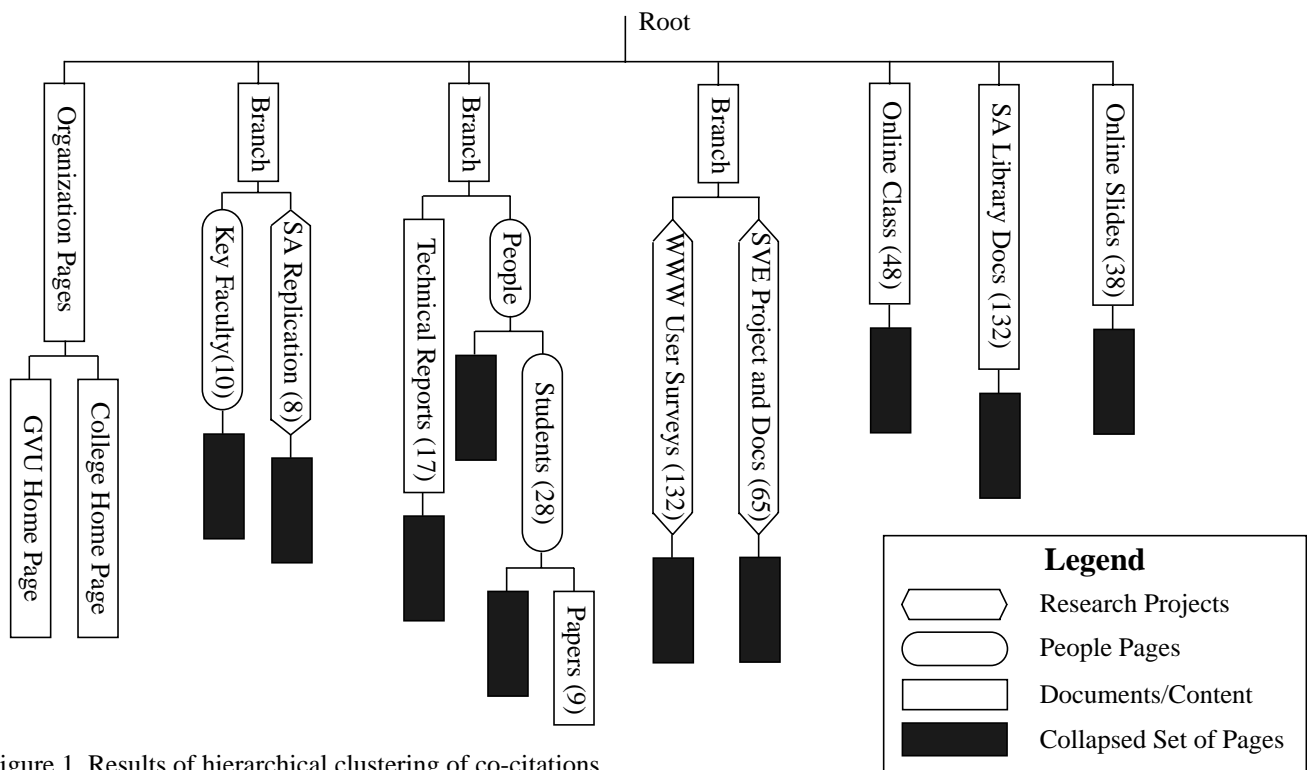 Root
Organization Pages
GVU Home Page
College Home Page
Branch
Key Faculty(10)
SA Replication (8)
Branch
Technical Reports (17)
People
Students (28)
Papers (9)
Branch
WWW User Surveys (132)
SVE Project and Docs (65)
Online Class (48)
SA Library Docs (132)
Online Slides (38)
Legend
Research Projects
People Pages
Documents/Content
Collapsed Set of Pages
igure 1. Results of hierarchical clustering of co-citations